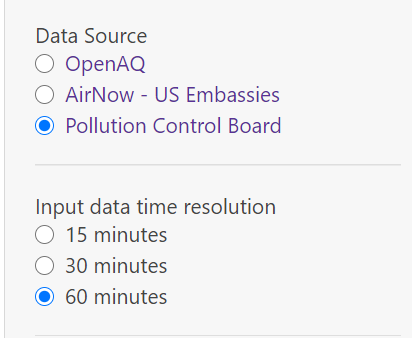 Data Source
OpenAQ
AirNow - US Embassies
Pollution Control Board
Input data time resolution
15 minutes
30 minutes
60 minutes